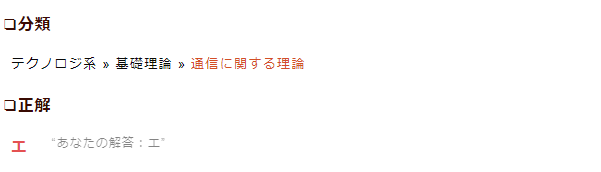 ❏分類
テクノロジ系 » 基礎理論 » 通信に関する理論
❏正解
エ “あなたの解答：エ”